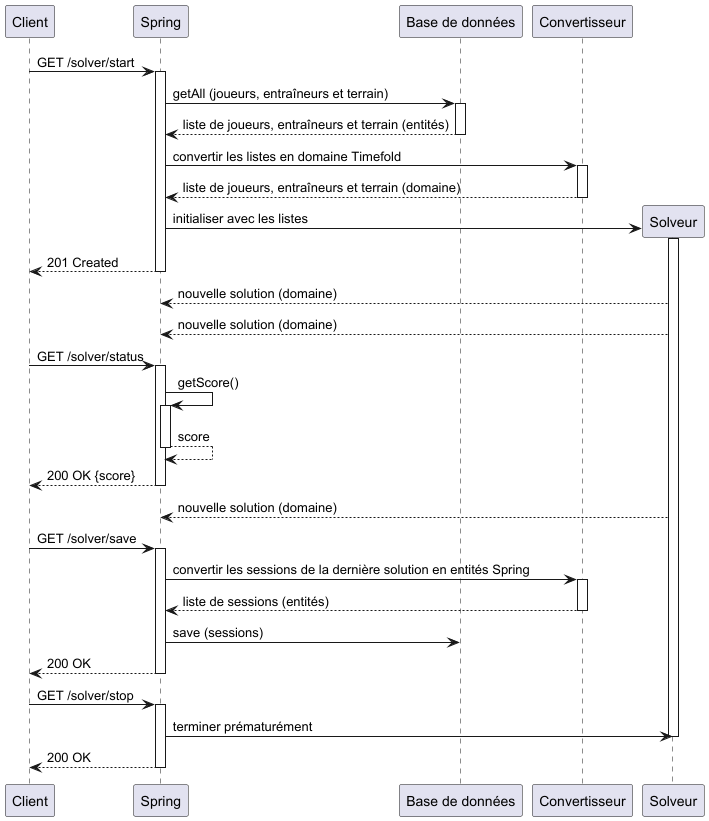 Client
Spring
Base de données
Convertisseur
GET /solver/start
getAll (joueurs, entraîneurs et terrain)
liste de joueurs, entraîneurs et terrain (entités)
convertir les listes en domaine Timefold
liste de joueurs, entraîneurs et terrain (domaine)
initialiser avec les listes
Solveur
201 Created
nouvelle solution (domaine)
nouvelle solution (domaine)
GET /solver/status
getScore()
score
200 OK {score}
nouvelle solution (domaine)
GET /solver/save
convertir les sessions de la dernière solution en entités Spring
liste de sessions (entités)
save (sessions)
200 OK
GET /solver/stop
terminer prématurément
200 OK
Client
Spring
Base de données
Convertisseur
Solveur